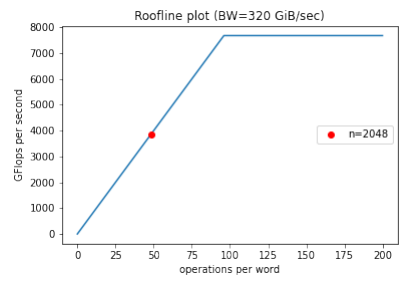 Roofline plot (BW=320 GiB/sec)
GFlops per second
8000
7000
6000
5000
4000
3000
2000
1000
0
n=2048
0 25 50 75 100 125 150 175 200
operations per word